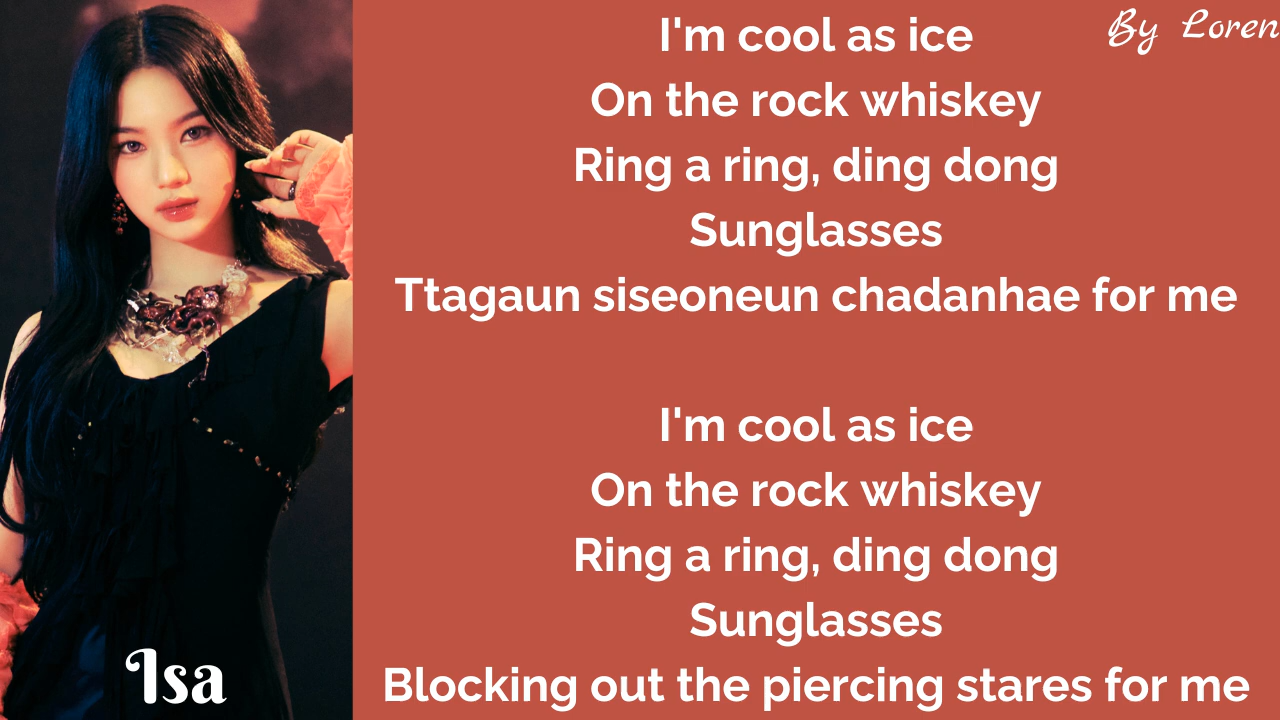 By Loren
I'm cool as ice
On the rock whiskey
Ring a ring, ding dong
Sunglasses
Ttagaun siseoneun chadanhae for me
I'm cool as ice
On the rock whiskey
Ring a ring, ding dong
Sunglasses
Blocking out the piercing stares for me
Isa